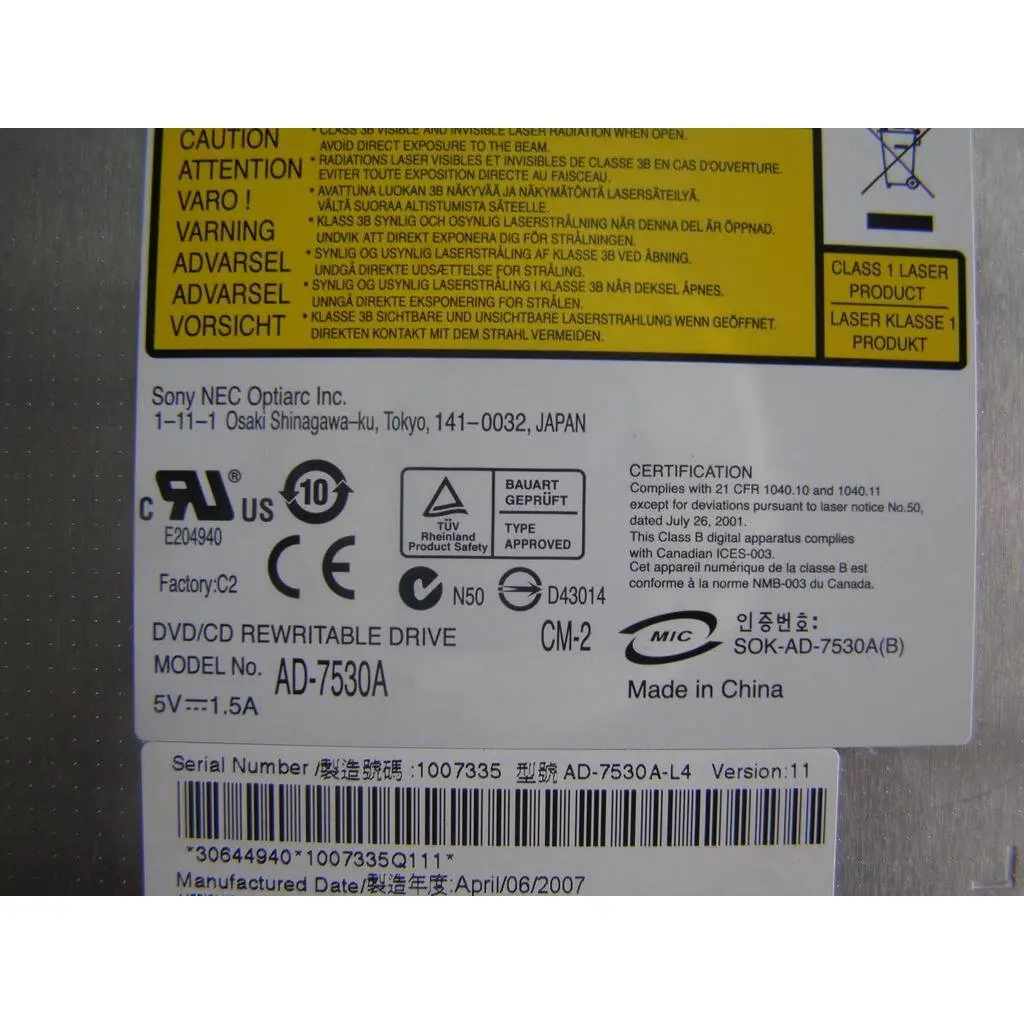 CAUTION
• CLASS 3B VISIBLE AND INVISIBLE LASER RADIATION WHEN OPEN.
AVOID DIRECT EXPOSURE TO THE BEAM.
ATTENTION
• RADIATIONS LASER VISIBLES ET INVISIBLES DE CLASSE 3B EN CAS D'OUVERTURE.
EVITER TOUTE EXPOSITION DIRECTE AU FAISCEAU.
VARO !
• AVATTUNA LUOKAN 3B NÄKYVÄÄ JA NÄKYMÄTÖNTÄ LASERSÄTEILYÄ.
VÄLTÄ SUORAA ALTISTUMISTA SÄTEELLE.
VARNING
• KLASS 3B SYNLIG OCH OSYNLIG LASERSTRÅLNING NÄR DENNA DEL ÄR ÖPPNAD.
UNDVIK ATT DIREKT EXPONERA DIG FÖR STRÅLNINGEN.
ADVARSEL
• SYNLIG OG USYNLIG LASERSTRÅLING AF KLASSE 3B VED ÅBNING.
UNDGÅ DIREKTE UDSÆTTELSE FOR STRÅLING.
ADVARSEL
• SYNLIG OG USYNLIG LASERSTRÅLING I KLASSE 3B NÅR DEKSEL ÅPNES.
UNNGÅ DIREKTE EKSPONERING FOR STRÅLEN.
VORSICHT
• KLASSE 3B SICHTBARE UND UNSICHTBARE LASERSTRAHLUNG WENN GEÖFFNET.
DIREKTEN KONTAKT MIT DEM STRAHL VERMEIDEN.
CLASS 1 LASER
PRODUCT
LASER KLASSE 1
PRODUKT
Sony NEC Optiarc Inc.
1-11-1 Osaki Shinagawa-ku, Tokyo, 141-0032, JAPAN
C RU ® US
E204940
10
Factory:C2
CE
TÜV
Rheinland
Product Safety
BAUART
GEPRÜFT
TYPE
APPROVED
N50
D43014
CERTIFICATION
Complies with 21 CFR 1040.10 and 1040.11
except for deviations pursuant to laser notice No.50,
dated July 26, 2001.
This Class B digital apparatus complies
with Canadian ICES-003.
Cet appareil numérique de la classe B est
conforme à la norme NMB-003 du Canada.
DVD/CD REWRITABLE DRIVE
CM-2
MODEL No. AD-7530A
5V⎓1.5A
MIC
인증번호:
SOK-AD-7530A(B)
Made in China
Serial Number/製造號碼:1007335 型號 AD-7530A-L4 Version:11
*30644940*1007335Q111*
Manufactured Date/製造年度:April/06/2007